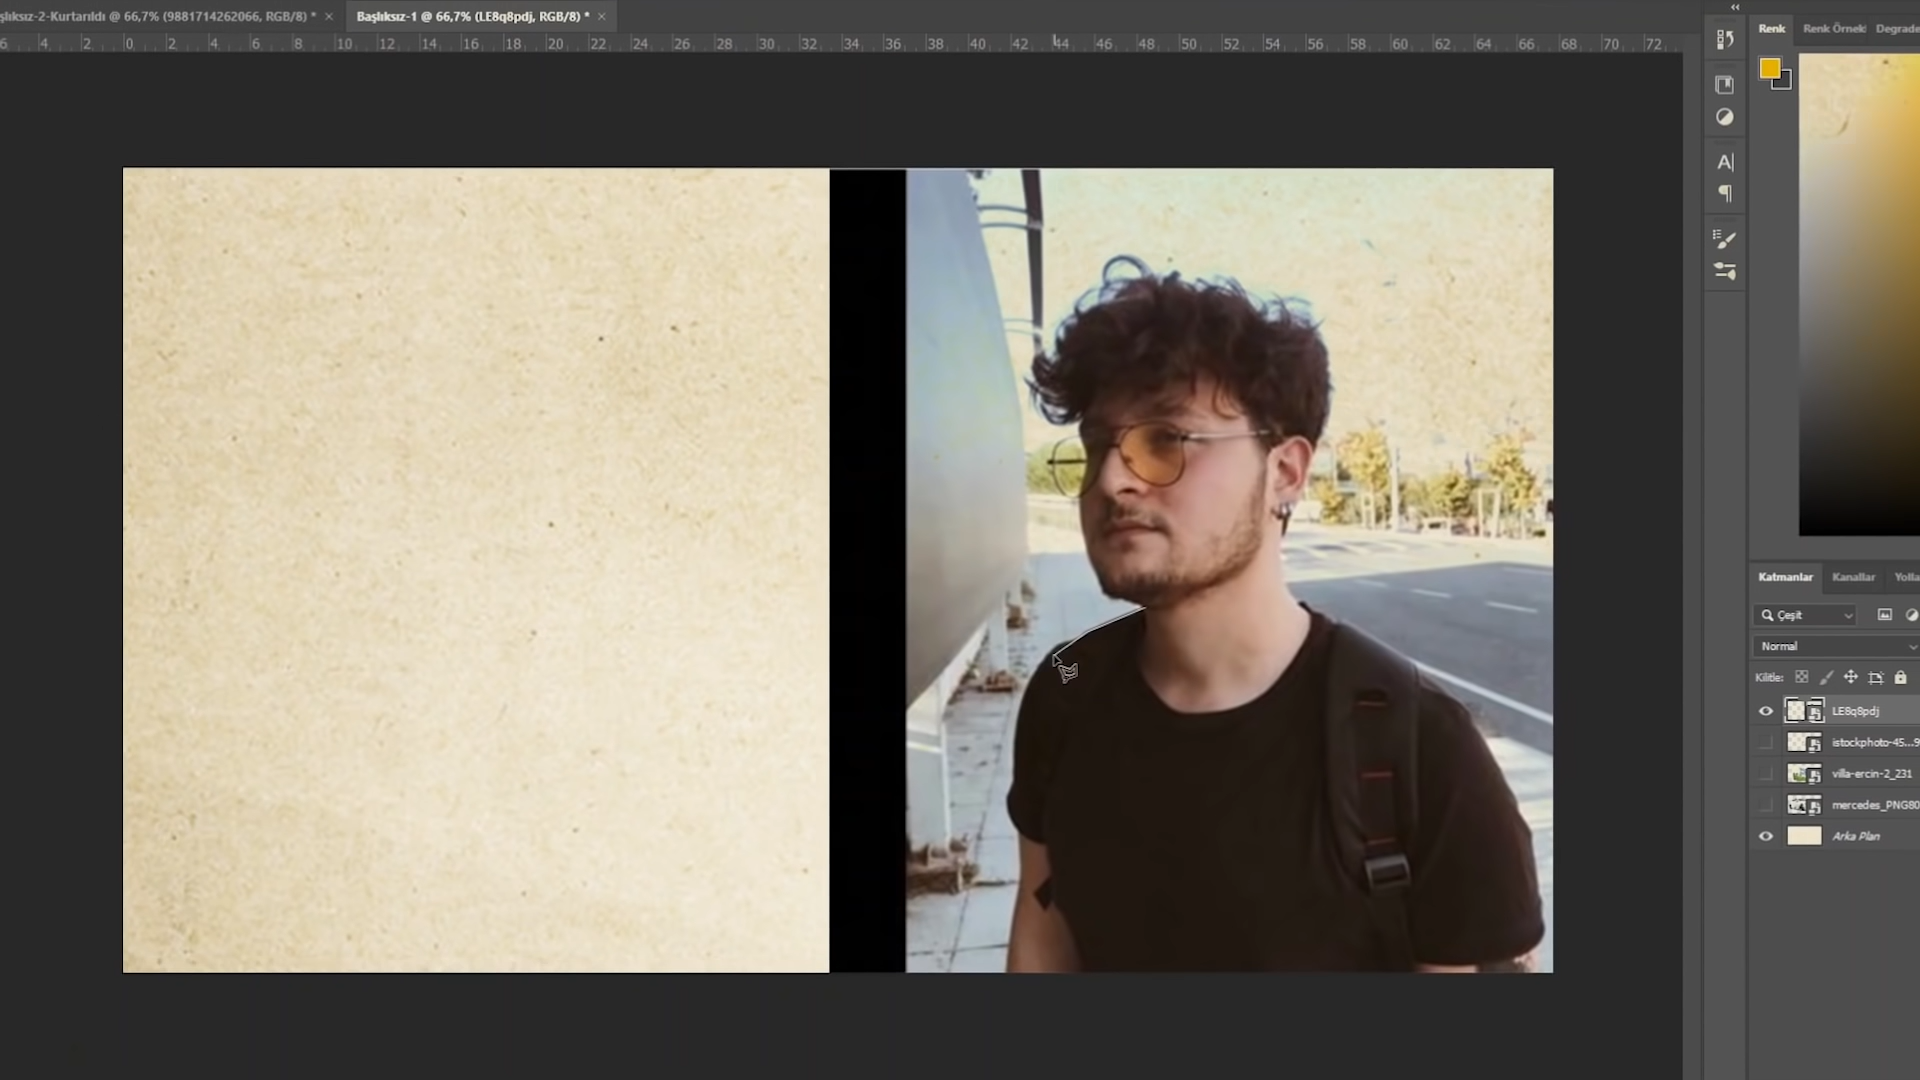 şlıksız-2-Kurtarıldı @ 66,7% (9881714262066, RGB/8) * ×
Başlıksız-1 @ 66,7% (LE8q8pdj, RGB/8) * ×
6 4 2 0 2 4 6 8 10 12 14 16 18 20 22 24 26 28 30 32 34 36 38 40 42 44 46 48 50 52 54 56 58 60 62 64 66 68 70 72
Renk Renk Örnekl Degrade
Katmanlar Kanallar Yolla
Çeşit
Normal
Kilitle:
LE8q8pdj
istockphoto-45...9
villa-ercin-2_231
mercedes_PNG80
Arka Plan